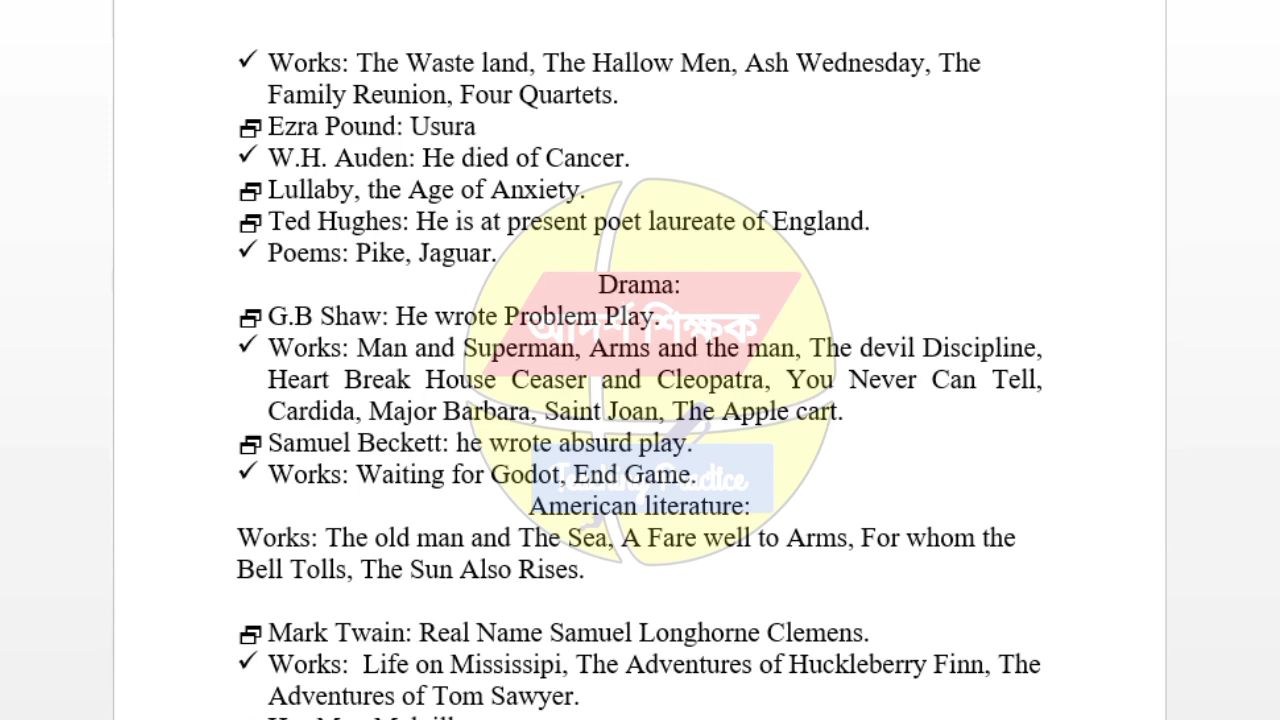 Works: The Waste land, The Hallow Men, Ash Wednesday, The
Family Reunion, Four Quartets.
Ezra Pound: Usura
W.H. Auden: He died of Cancer.
Lullaby, the Age of Anxiety.
Ted Hughes: He is at present poet laureate of England.
Poems: Pike, Jaguar.
Drama:
G.B Shaw: He wrote Problem Play.
আদর্শ শিক্ষক
Works: Man and Superman, Arms and the man, The devil Discipline,
Heart Break House Ceaser and Cleopatra, You Never Can Tell,
Cardida, Major Barbara, Saint Joan, The Apple cart.
Samuel Beckett: he wrote absurd play.
Works: Waiting for Godot, End Game.
Teaching Practice
American literature:
Works: The old man and The Sea, A Fare well to Arms, For whom the
Bell Tolls, The Sun Also Rises.
Mark Twain: Real Name Samuel Longhorne Clemens.
Works: Life on Mississipi, The Adventures of Huckleberry Finn, The
Adventures of Tom Sawyer.